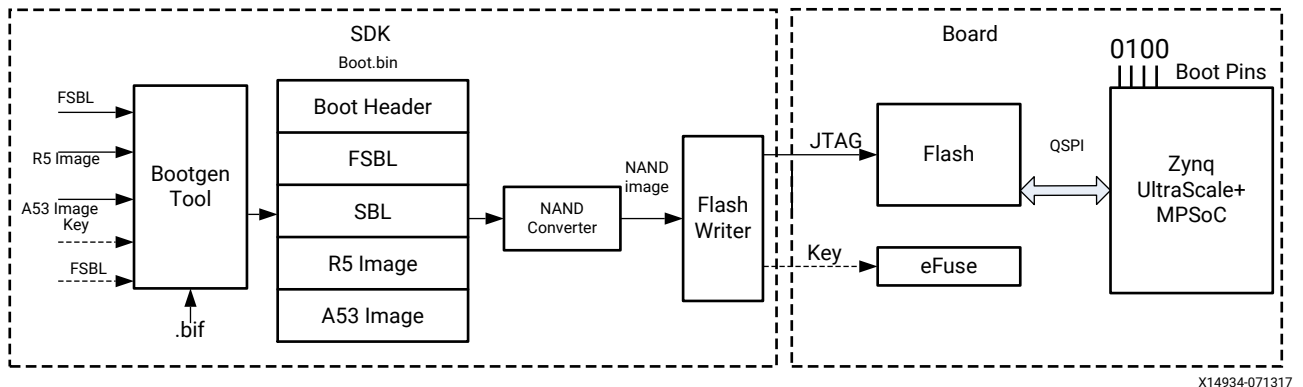 SDK
Board
Boot.bin
0100
Boot Pins
FSBL
R5 Image
A53 Image
Key
FSBL
Bootgen
Tool
.bif
Boot Header
FSBL
SBL
R5 Image
A53 Image
NAND
Converter
NAND
image
Flash
Writer
JTAG
Key
Flash
eFuse
QSPI
Zynq
UltraScale+
MPSoC
X14934-071317